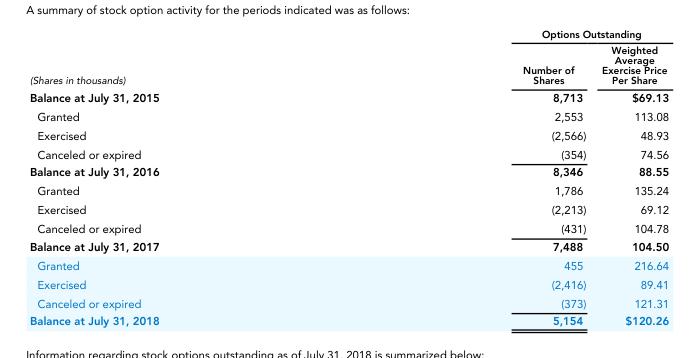 A summary of stock option activity for the periods indicated was as follows:
Options Outstanding
(Shares in thousands) Number of Shares Weighted Average Exercise Price Per Share
Balance at July 31, 2015 8,713 $69.13
Granted 2,553 113.08
Exercised (2,566) 48.93
Canceled or expired (354) 74.56
Balance at July 31, 2016 8,346 88.55
Granted 1,786 135.24
Exercised (2,213) 69.12
Canceled or expired (431) 104.78
Balance at July 31, 2017 7,488 104.50
Granted 455 216.64
Exercised (2,416) 89.41
Canceled or expired (373) 121.31
Balance at July 31, 2018 5,154 $120.26
Information regarding stock options outstanding as of July 31, 2018 is summarized below: